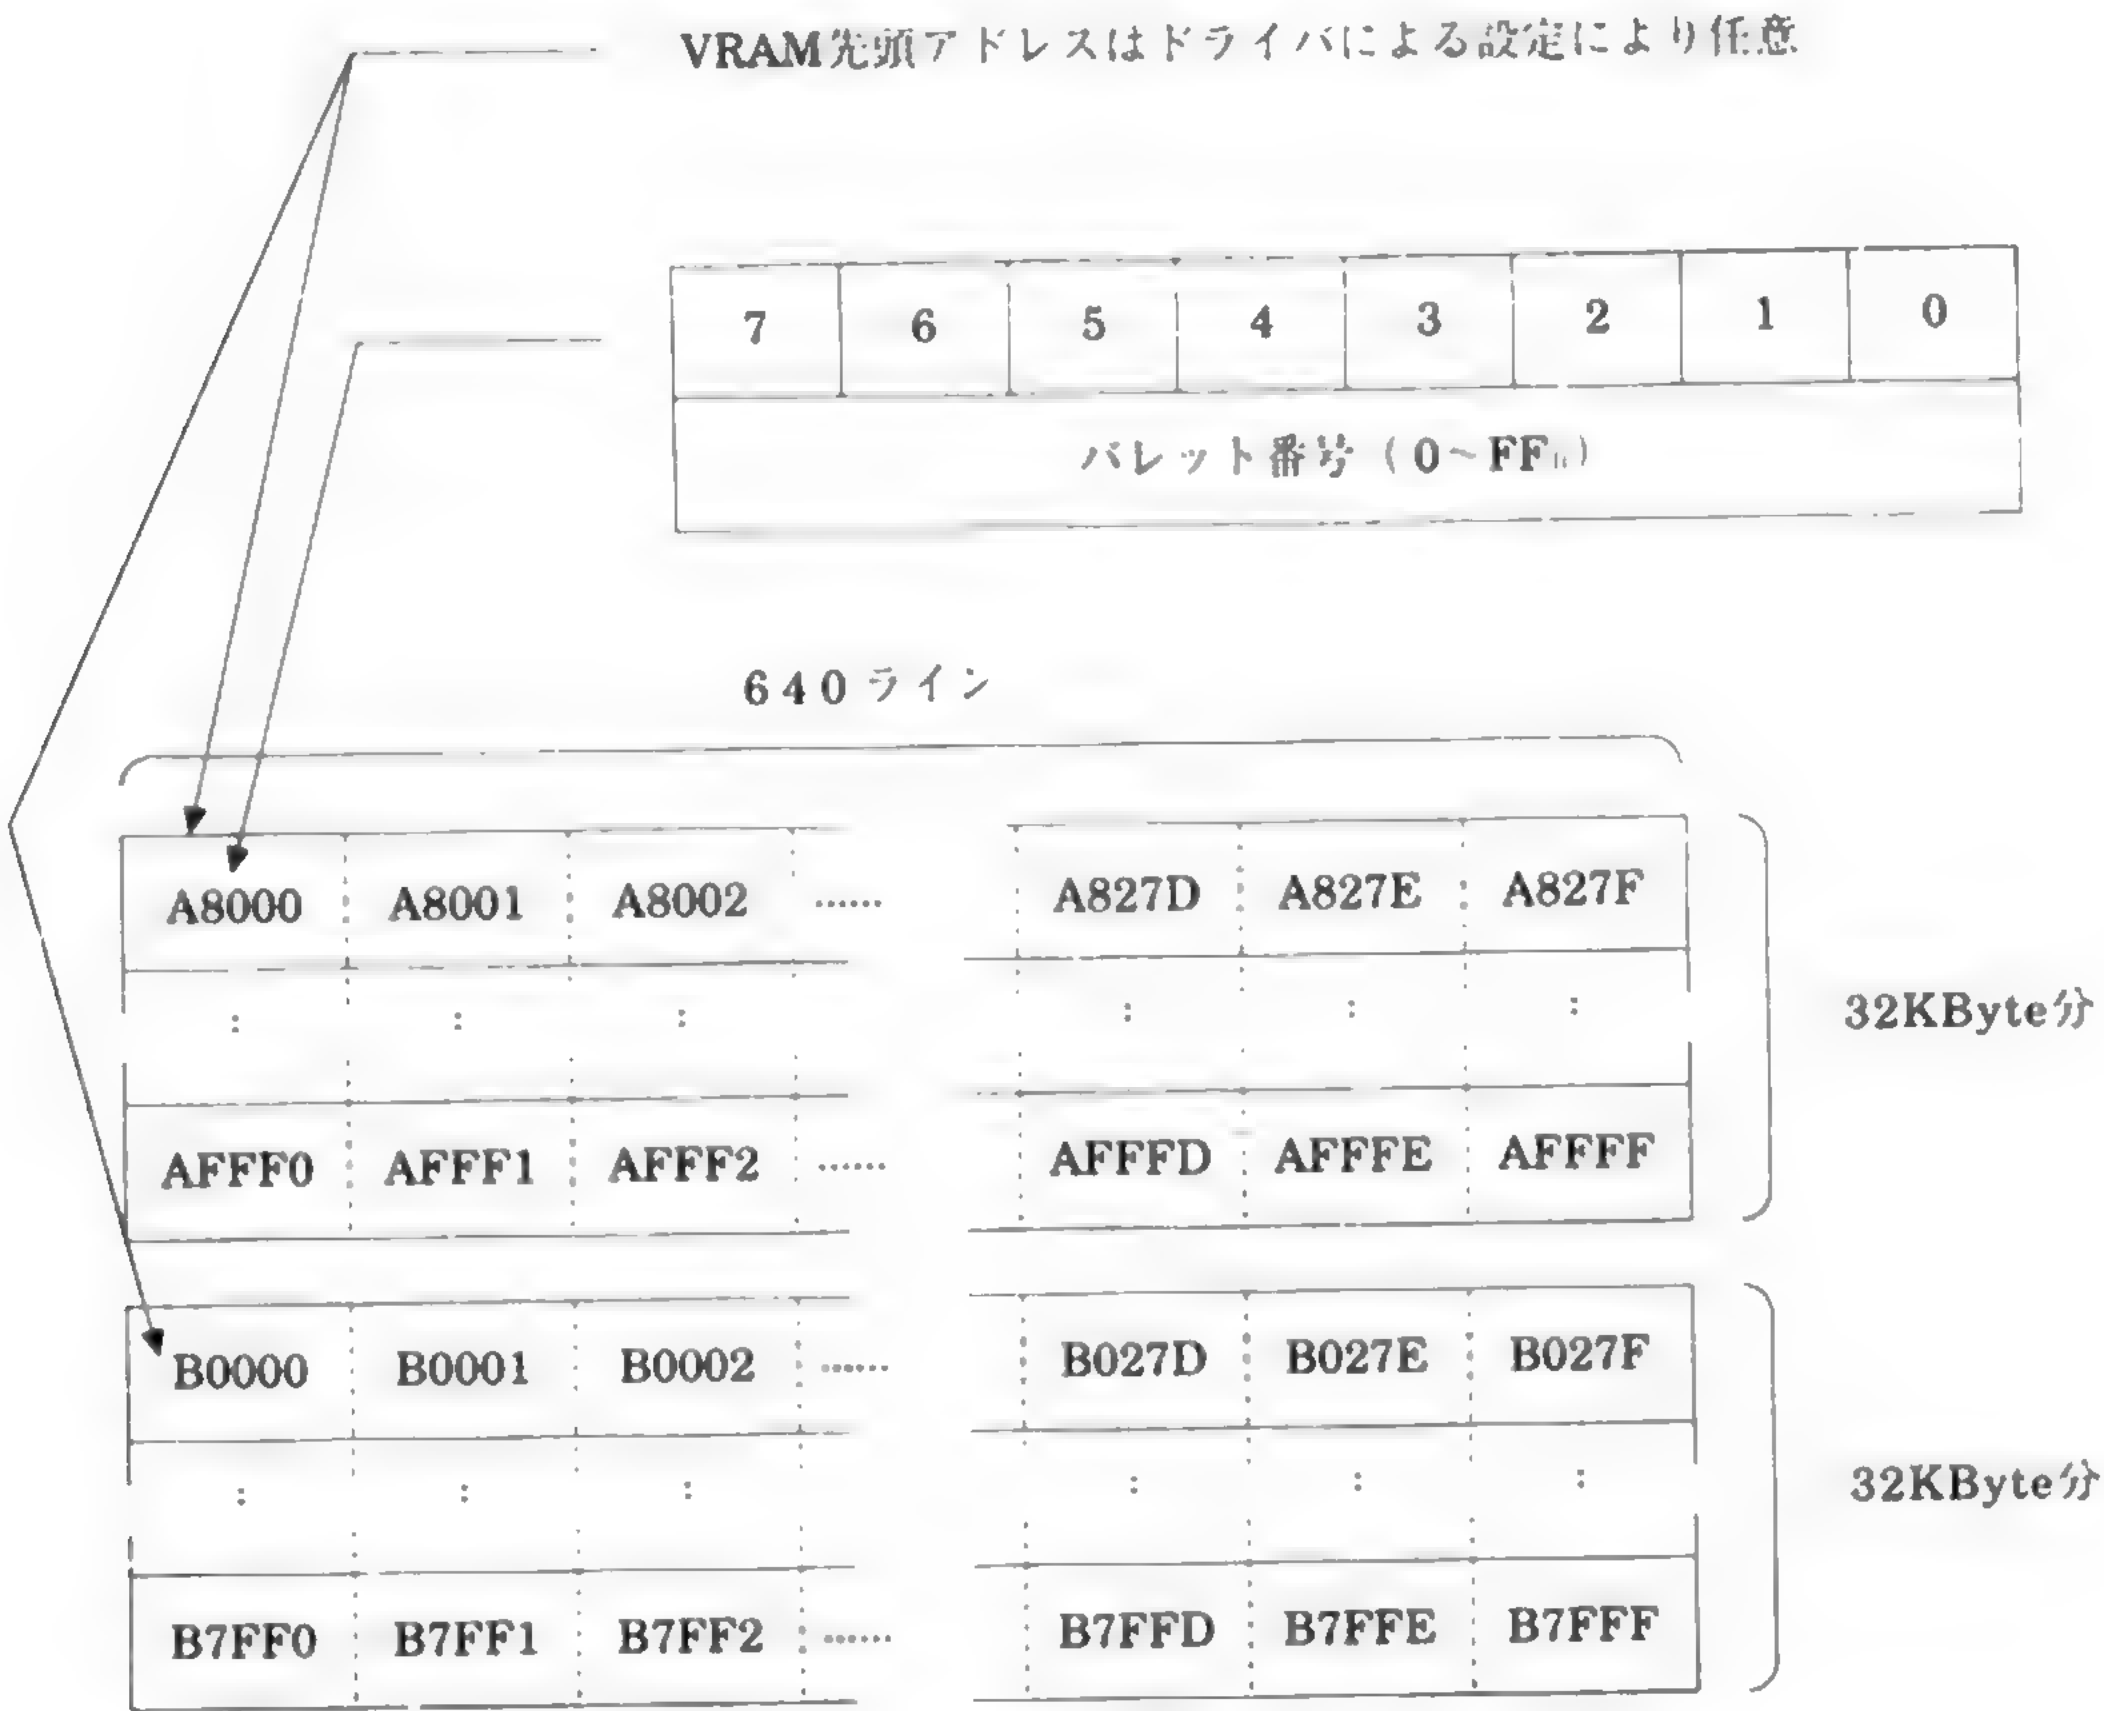 VRAM先頭アドレスはドライバによる設定により任意
7 6 5 4 3 2 1 0
パレット番号（0~FFH）
640ライン
A8000 A8001 A8002 …… A827D A827E A827F
: : : : : :
32KByte分
AFFF0 AFFF1 AFFF2 …… AFFFD AFFFE AFFFF
B0000 B0001 B0002 …… B027D B027E B027F
: : : : : :
32KByte分
B7FF0 B7FF1 B7FF2 …… B7FFD B7FFE B7FFF